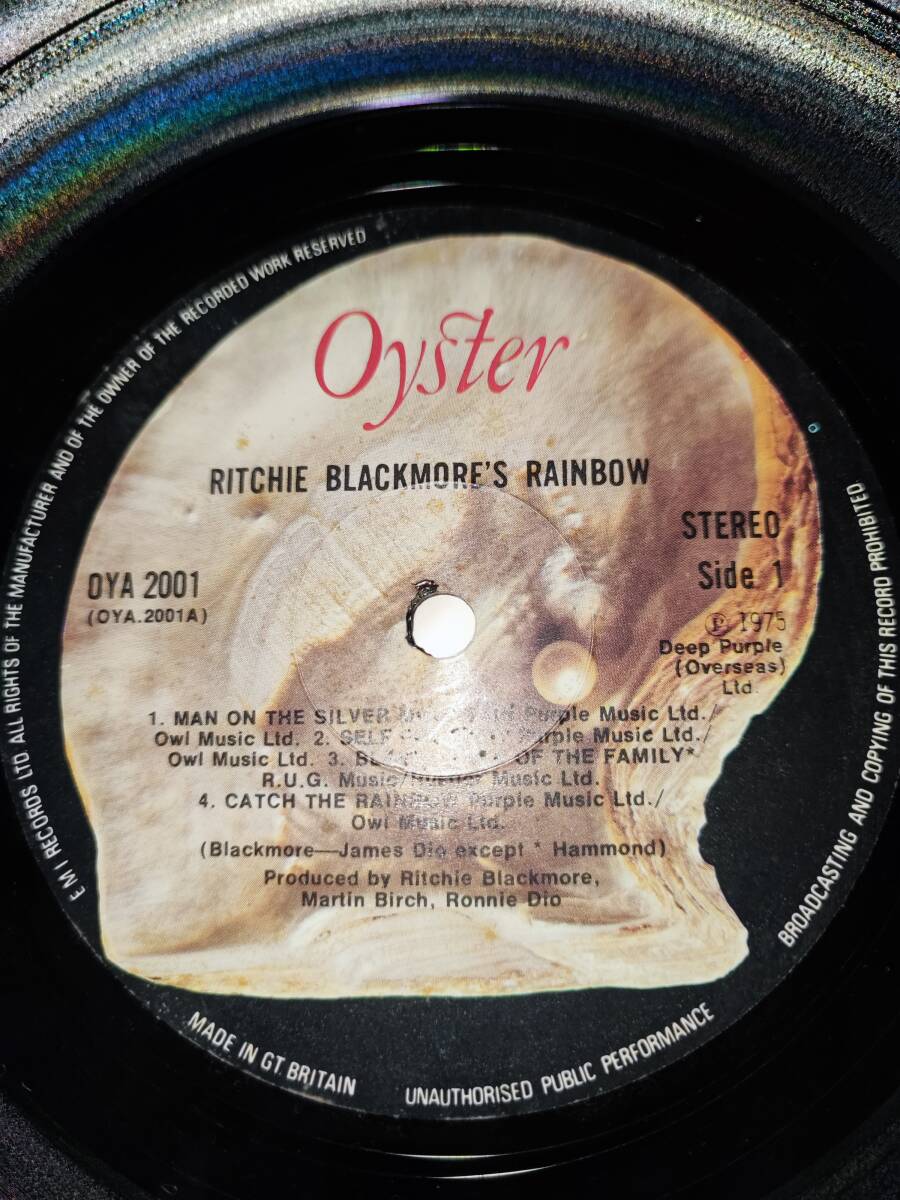 Oyster
RITCHIE BLACKMORE'S RAINBOW
STEREO
Side 1
OYA 2001
(OYA.2001A)
Ⓟ 1975
Deep Purple
(Overseas)
Ltd.
1. MAN ON THE SILVER Purple Music Ltd./
Owl Music Ltd. 2. SELF Purple Music Ltd./
Owl Music Ltd. 3. OF THE FAMILY*
R.U.G. Music/ Music Ltd.
4. CATCH THE RAINBOW Purple Music Ltd./
Owl Music Ltd.
(Blackmore—James Dio except * Hammond)
Produced by Ritchie Blackmore,
Martin Birch, Ronnie Dio
E M I RECORDS LTD ALL RIGHTS OF THE MANUFACTURER AND OF THE OWNER OF THE RECORDED WORK RESERVED
MADE IN GT. BRITAIN
UNAUTHORISED PUBLIC PERFORMANCE
BROADCASTING AND COPYING OF THIS RECORD PROHIBITED